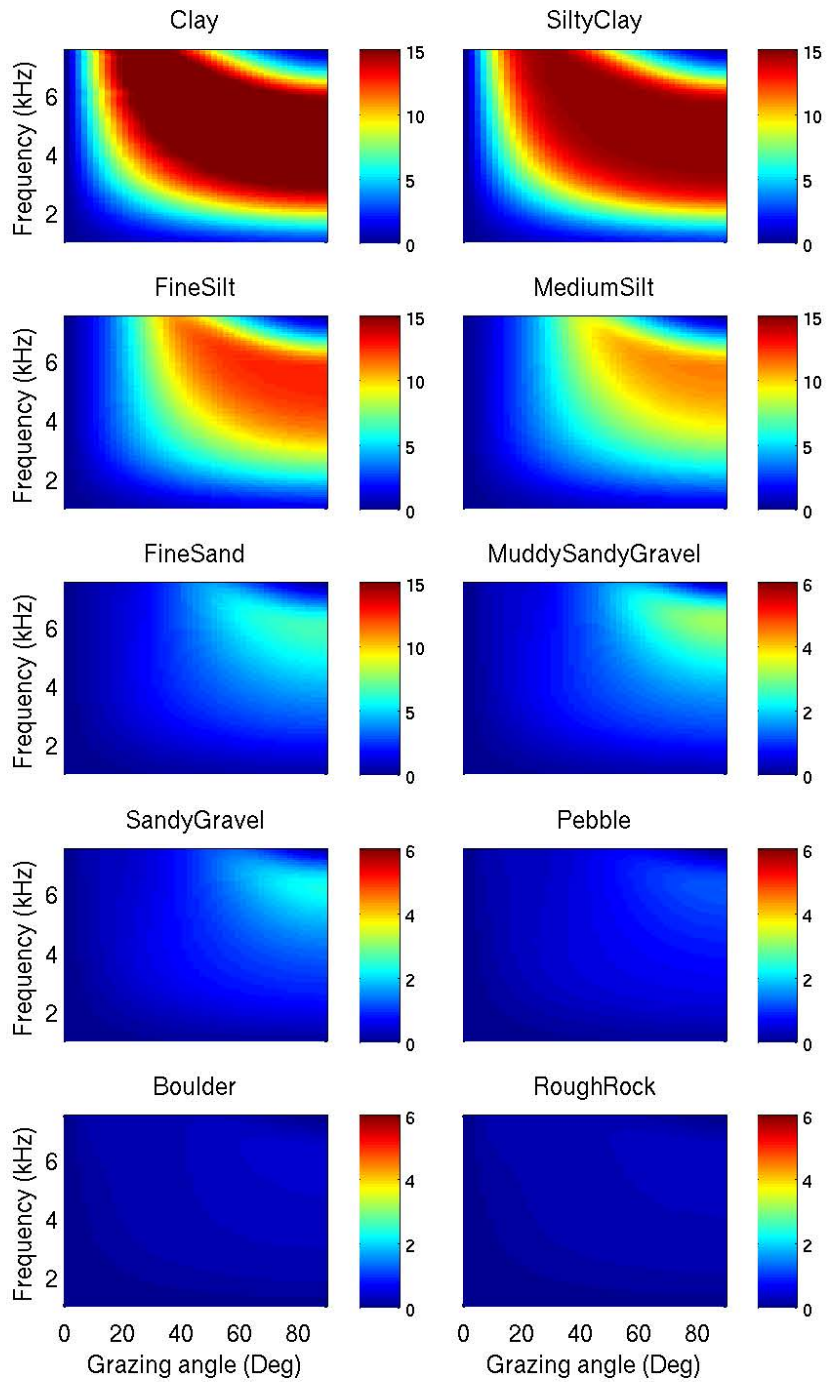 Clay
SiltyClay
Frequency (kHz)
6
4
2
15
10
5
0
15
10
5
0
FineSilt
MediumSilt
Frequency (kHz)
6
4
2
15
10
5
0
15
10
5
0
FineSand
MuddySandyGravel
Frequency (kHz)
6
4
2
15
10
5
0
6
4
2
0
SandyGravel
Pebble
Frequency (kHz)
6
4
2
6
4
2
0
6
4
2
0
Boulder
RoughRock
Frequency (kHz)
6
4
2
6
4
2
0
6
4
2
0
0 20 40 60 80
0 20 40 60 80
Grazing angle (Deg)
Grazing angle (Deg)